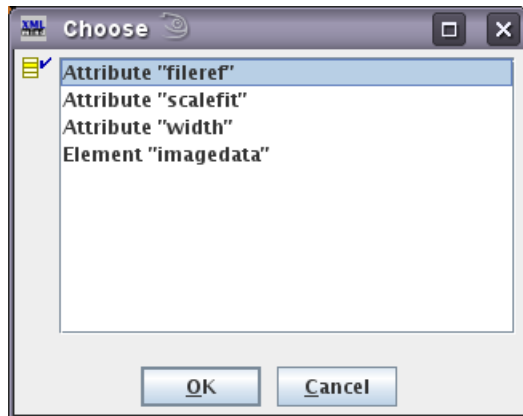 XML
Choose
Attribute "fileref"
Attribute "scalefit"
Attribute "width"
Element "imagedata"
OK
Cancel